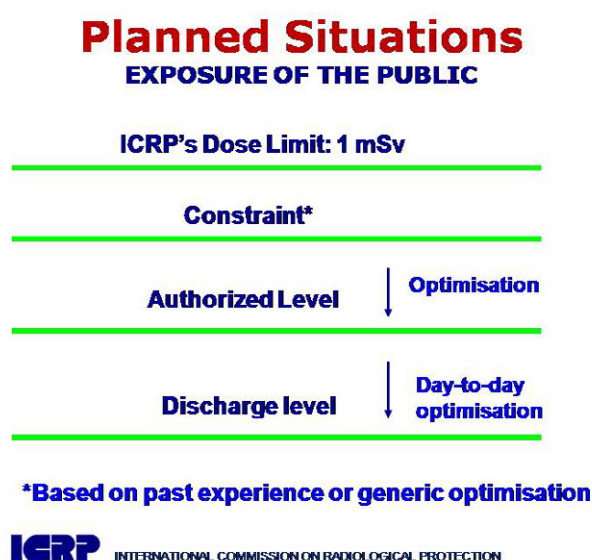 Planned Situations
EXPOSURE OF THE PUBLIC
ICRP's Dose Limit: 1 mSv
Constraint*
Authorized Level
Optimisation
Discharge level
Day-to-day
optimisation
*Based on past experience or generic optimisation
ICRP INTERNATIONAL COMMISSION ON RADIOLOGICAL PROTECTION